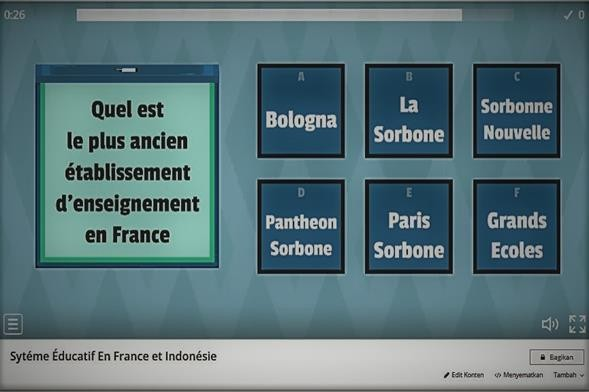 0:26
✓ 0
Quel est
le plus ancien
établissement
d'enseignement
en France
A
Bologna
B
La
Sorbone
C
Sorbonne
Nouvelle
D
Pantheon
Sorbone
E
Paris
Sorbone
F
Grands
Ecoles
Sytéme Éducatif En France et Indonésie
Bagikan
Edit Konten
Menyematkan
Tambah